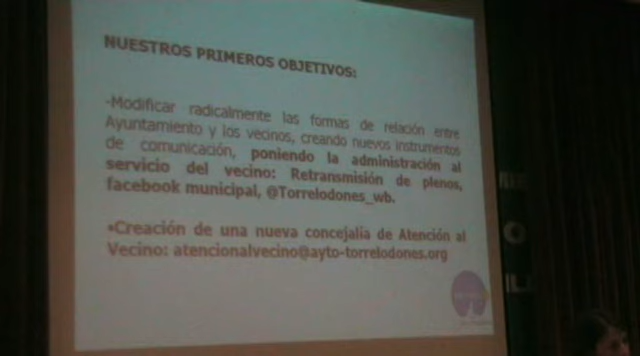 NUESTROS PRIMEROS OBJETIVOS:
-Modificar radicalmente las formas de relación entre
Ayuntamiento y los vecinos, creando nuevos instrumentos
de comunicación, poniendo la administración al
servicio del vecino: Retransmisión de plenos,
facebook municipal, @Torrelodones_wb.
•Creación de una nueva concejalía de Atención al
Vecino: atencionalvecino@ayto-torrelodones.org